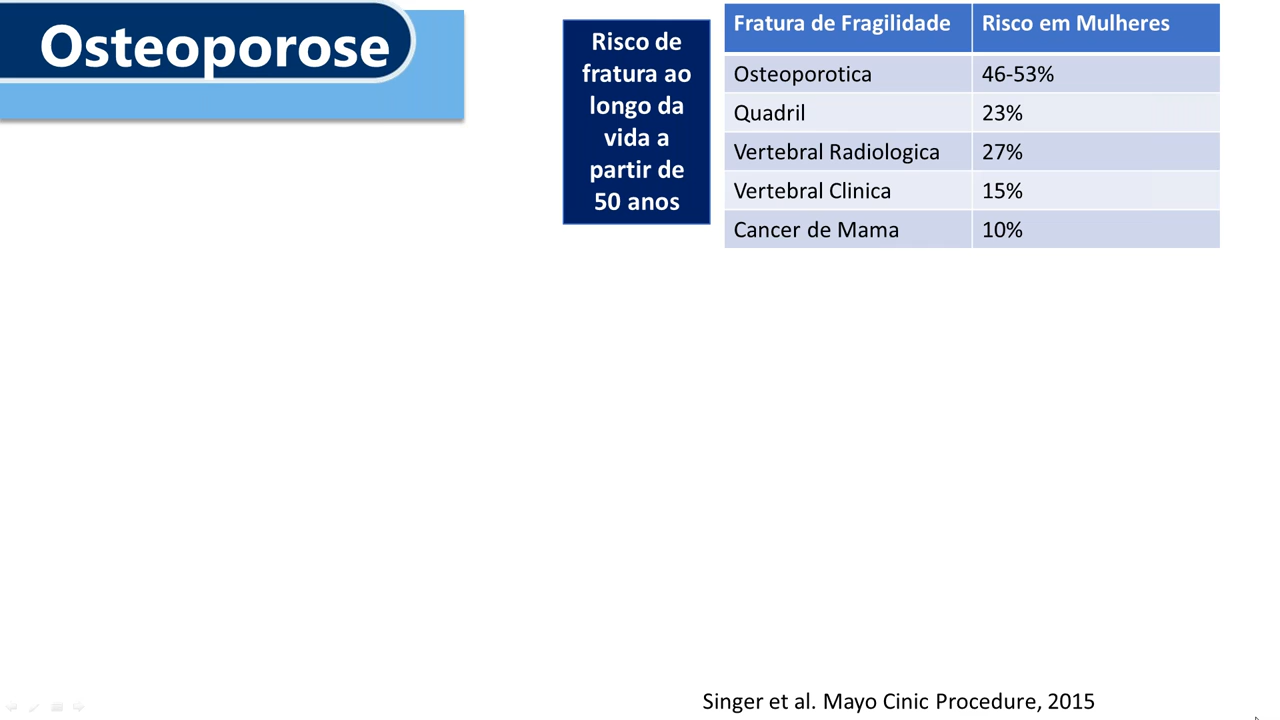 Osteoporose
Risco de
fratura ao
longo da
vida a
partir de
50 anos
Fratura de Fragilidade Risco em Mulheres
Osteoporotica 46-53%
Quadril 23%
Vertebral Radiologica 27%
Vertebral Clinica 15%
Cancer de Mama 10%
Singer et al. Mayo Cinic Procedure, 2015